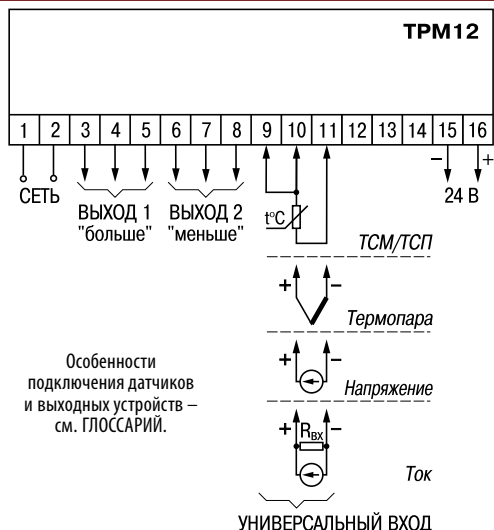 ТРМ12
1 2 3 4 5 6 7 8 9 10 11 12 13 14 15 16
– +
СЕТЬ
ВЫХОД 1
"больше"
ВЫХОД 2
"меньше"
t°C
24 В
ТСМ/ТСП
+ –
Термопара
+ –
Напряжение
Особенности
подключения датчиков
и выходных устройств –
см. ГЛОССАРИЙ.
+ Rвх –
Ток
УНИВЕРСАЛЬНЫЙ ВХОД